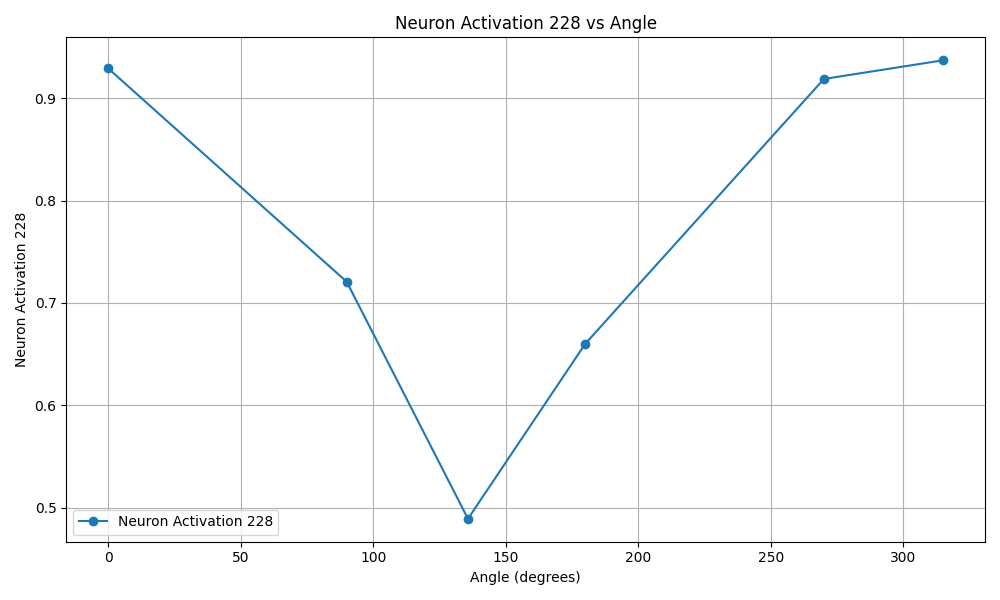 Neuron Activation 228 vs Angle
Neuron Activation 228
0.9
0.8
0.7
0.6
0.5
Neuron Activation 228
0 50 100 150 200 250 300
Angle (degrees)